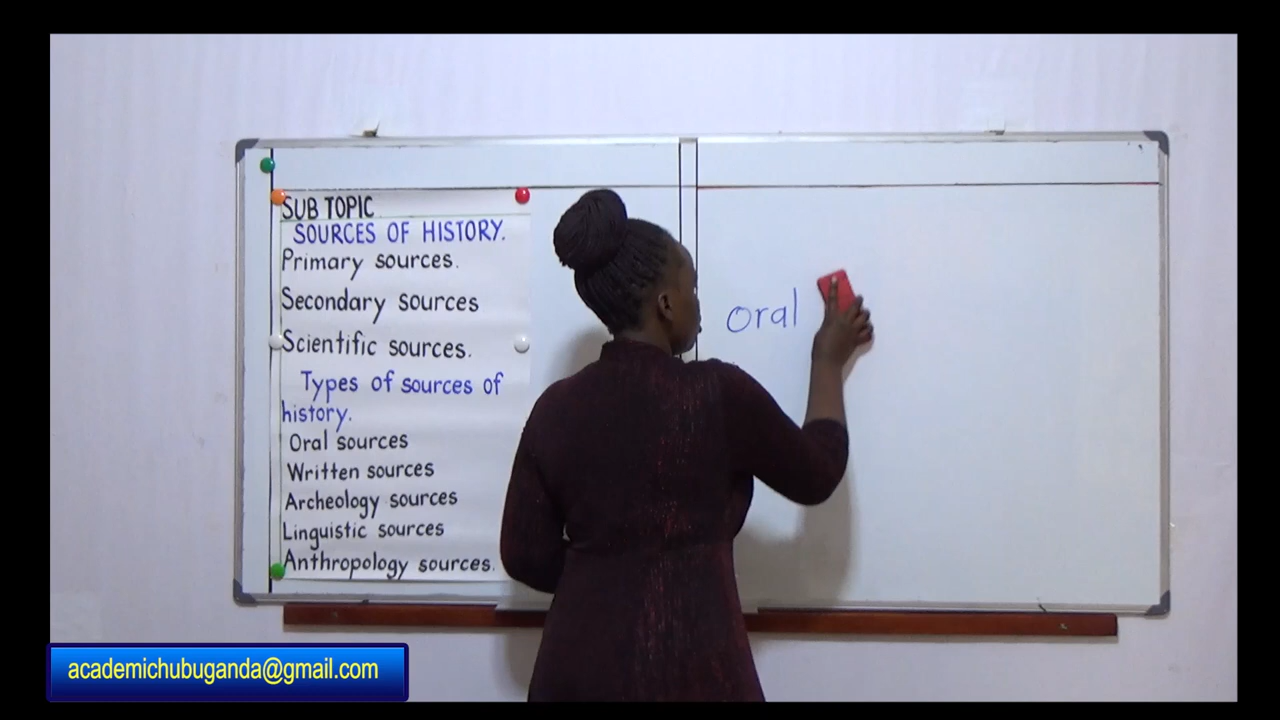 SUB TOPIC
SOURCES OF HISTORY.
Primary sources.
Secondary sources
Scientific sources.
Types of sources of
history.
Oral sources
Written sources
Archeology sources
Linguistic sources
Anthropology sources.
oral
academichubuganda@gmail.com